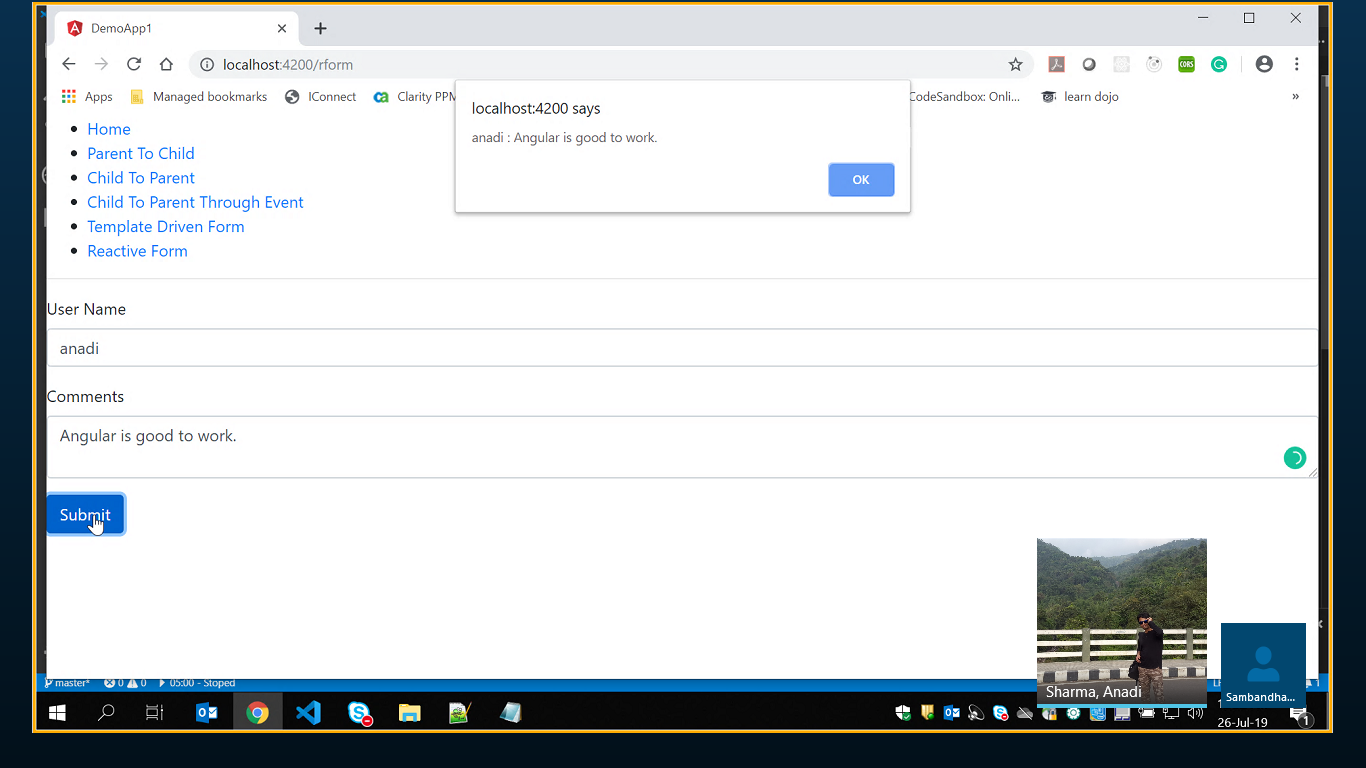 DemoApp1
localhost:4200/rform
Apps
Managed bookmarks
IConnect
Clarity PPM
CodeSandbox: Onli...
learn dojo
»
localhost:4200 says
anadi : Angular is good to work.
OK
Home
Parent To Child
Child To Parent
Child To Parent Through Event
Template Driven Form
Reactive Form
User Name
anadi
Comments
Angular is good to work.
Submit
Sharma, Anadi
Sambandha...
master*
0
0
05:00 - Stoped
CORS
26-Jul-19
1